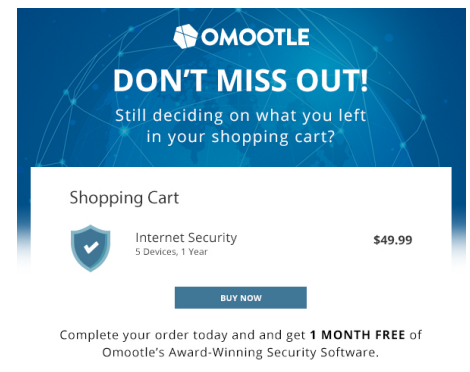 OMOOTLE
DON'T MISS OUT!
Still deciding on what you left
in your shopping cart?
Shopping Cart
Internet Security $49.99
5 Devices, 1 Year
BUY NOW
Complete your order today and and get 1 MONTH FREE of
Omootle's Award-Winning Security Software.